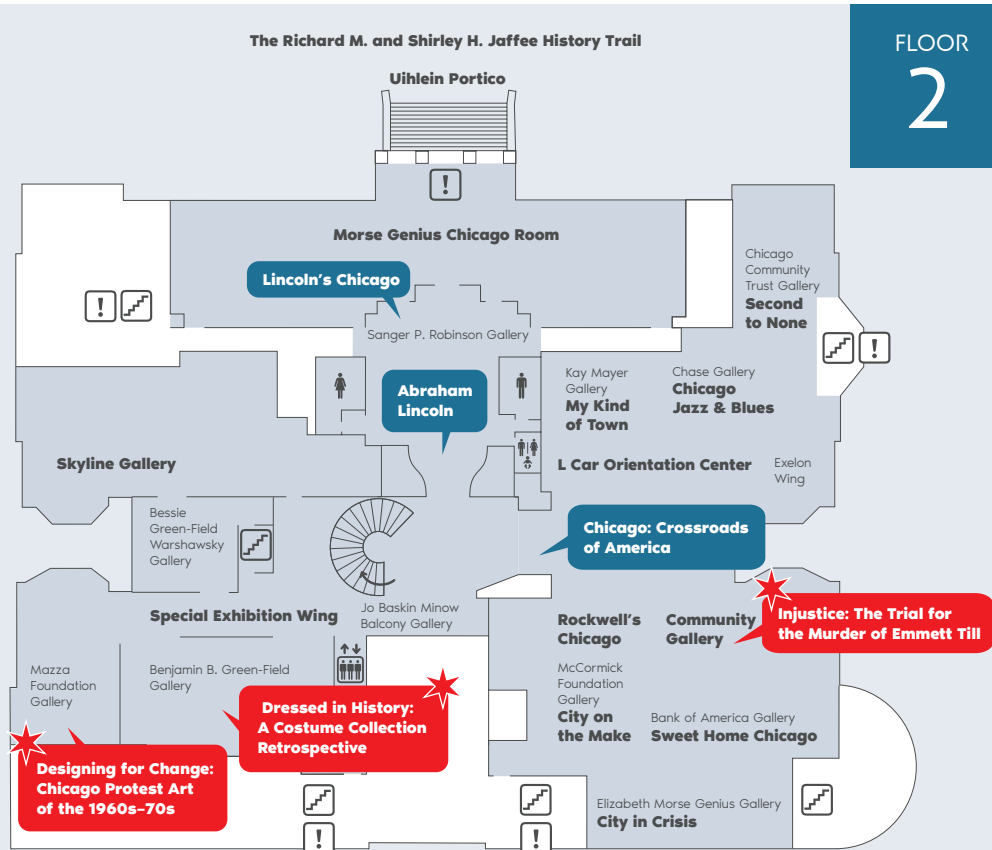 The Richard M. and Shirley H. Jaffee History Trail
FLOOR
2
Uihlein Portico
!
Morse Genius Chicago Room
Lincoln's Chicago
Sanger P. Robinson Gallery
!
Chicago
Community
Trust Gallery
Second
to None
!
Abraham
Lincoln
Kay Mayer
Gallery
My Kind
of Town
Chase Gallery
Chicago
Jazz & Blues
Skyline Gallery
L Car Orientation Center
Exelon
Wing
Bessie
Green-Field
Warshawsky
Gallery
Chicago: Crossroads
of America
Special Exhibition Wing
Jo Baskin Minow
Balcony Gallery
Rockwell's
Chicago
Community
Gallery
Injustice: The Trial for
the Murder of Emmett Till
Mazza
Foundation
Gallery
Benjamin B. Green-Field
Gallery
McCormick
Foundation
Gallery
City on
the Make
Bank of America Gallery
Sweet Home Chicago
Dressed in History:
A Costume Collection
Retrospective
Designing for Change:
Chicago Protest Art
of the 1960s–70s
!
!
Elizabeth Morse Genius Gallery
City in Crisis